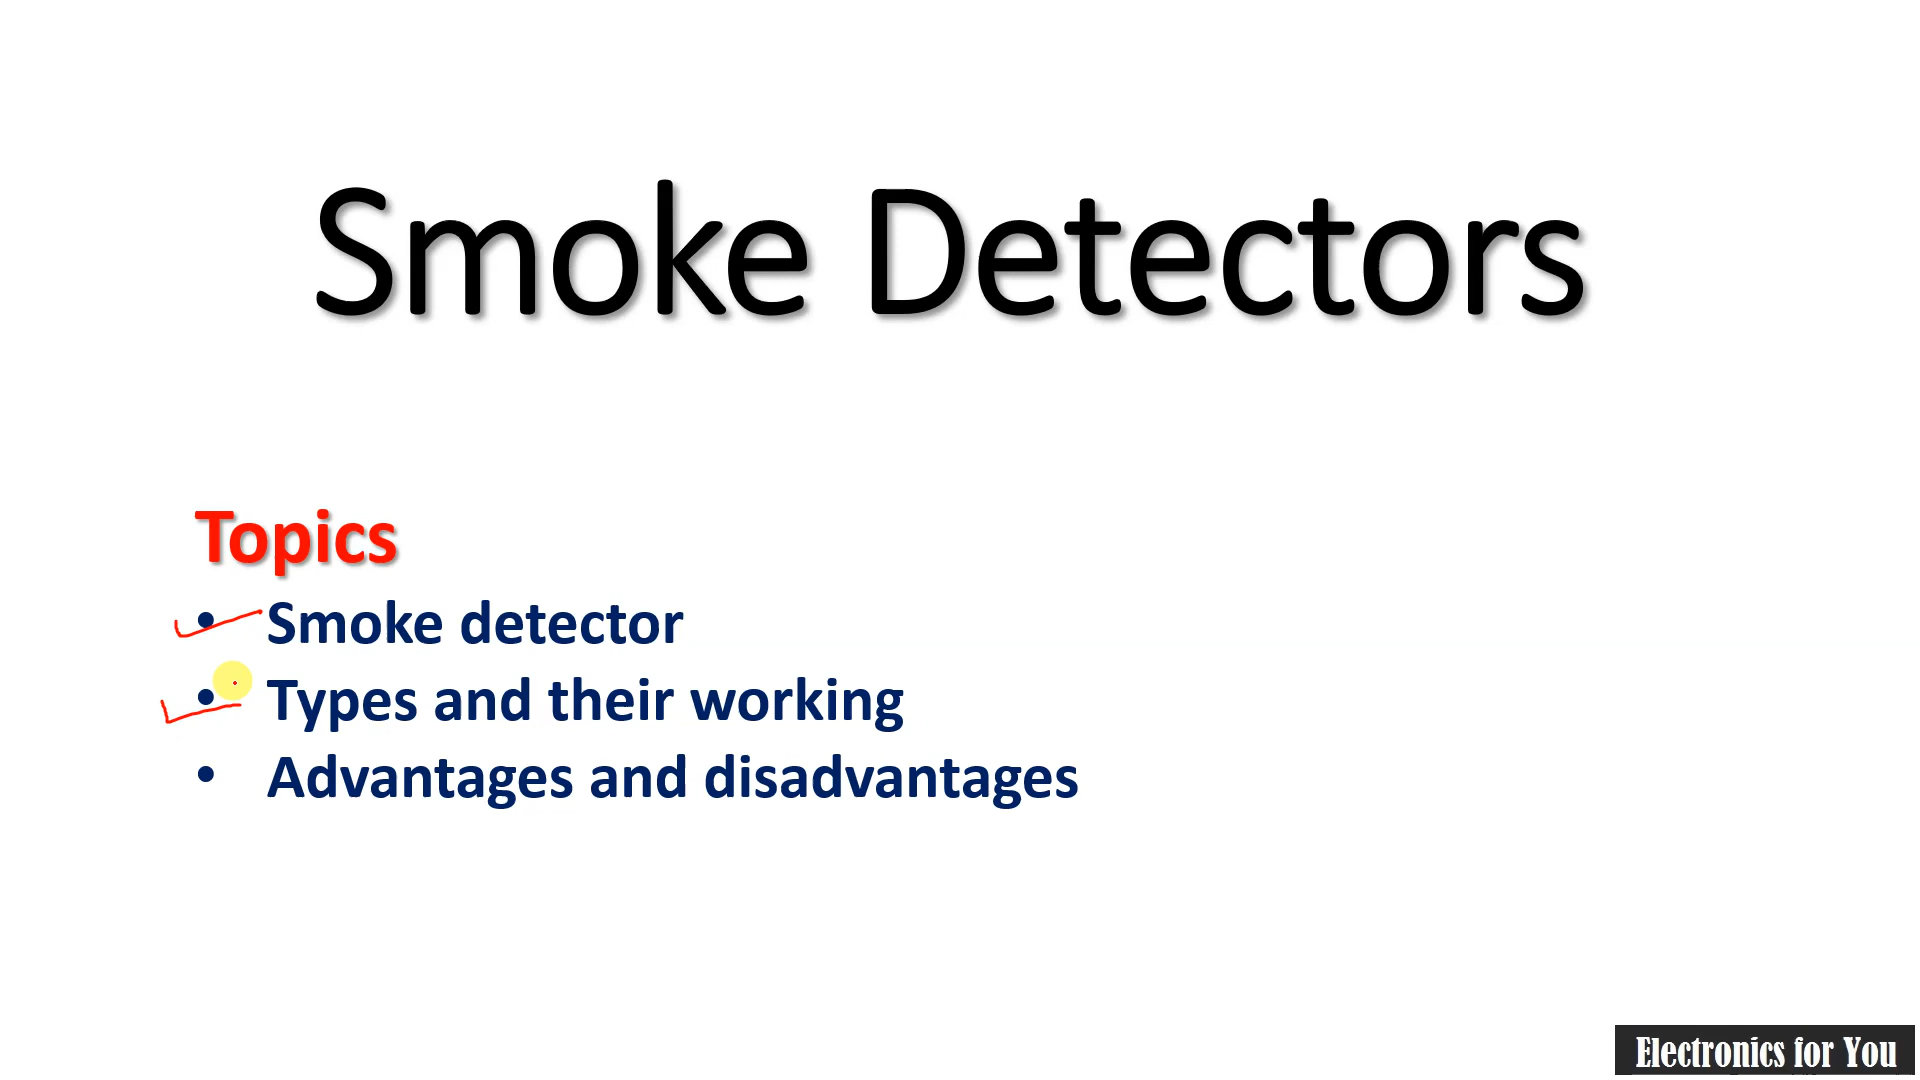 Smoke Detectors
Topics
• Smoke detector
• Types and their working
• Advantages and disadvantages
Electronics for You